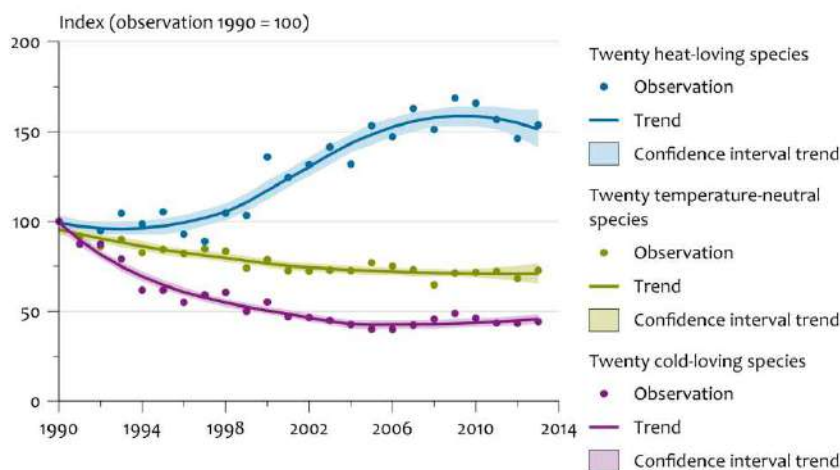 Index (observation 1990 = 100)
200
150
100
50
0
1990
1994
1998
2002
2006
2010
2014
Twenty heat-loving species
Observation
Trend
Confidence interval trend
Twenty temperature-neutral
species
Observation
Trend
Confidence interval trend
Twenty cold-loving species
Observation
Trend
Confidence interval trend